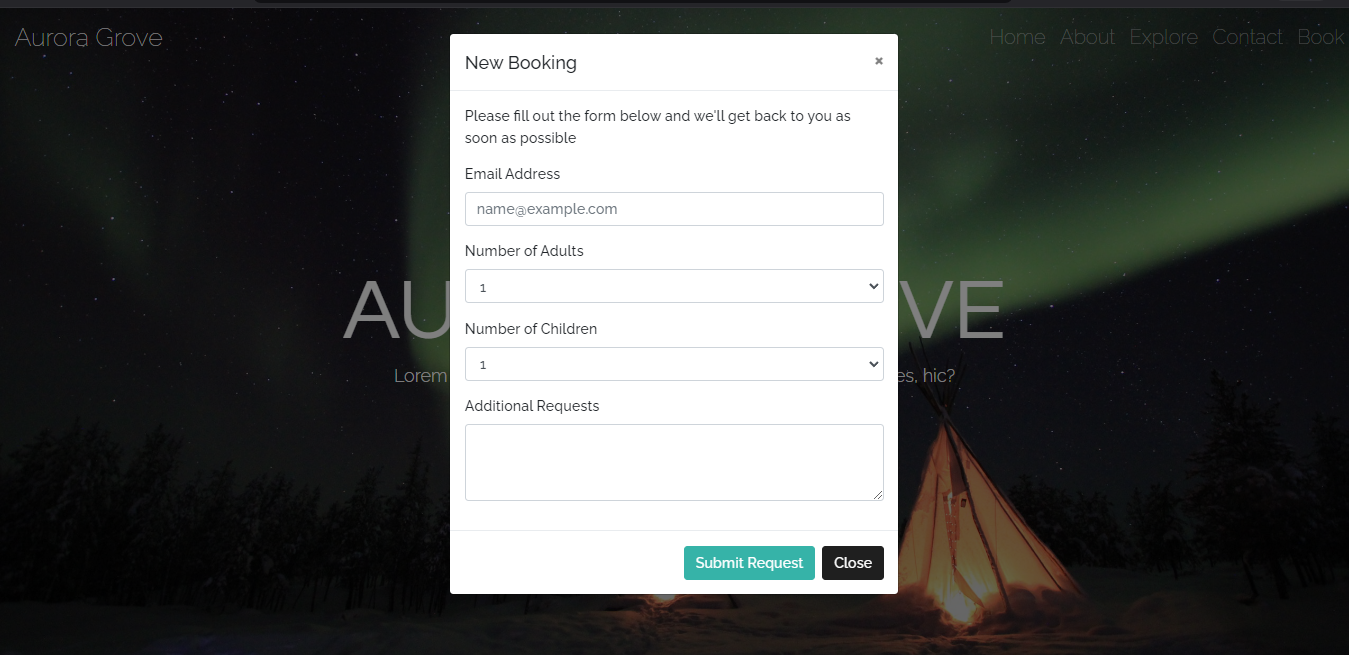 Aurora Grove
Home About Explore Contact Book
New Booking
×
Please fill out the form below and we'll get back to you as
soon as possible
Email Address
name@example.com
Number of Adults
1
Number of Children
1
Additional Requests
Submit Request Close
AU VE
Lorem es, hic?